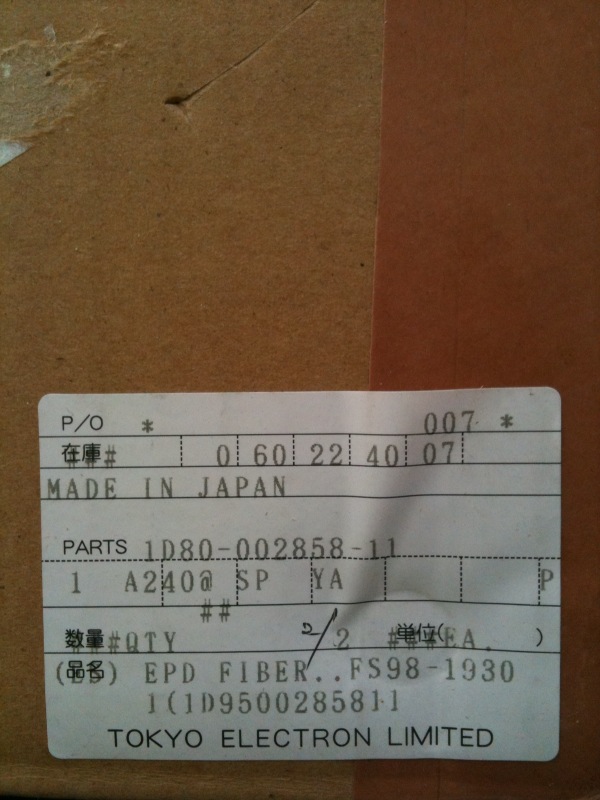 P/O * 007 *
在庫 # 0 60 22 40 07
MADE IN JAPAN
PARTS 1D80-002858-11
1 A240@ SP YA P
##
数量 #QTY 2/2 # 単位( #EA. )
(品名) EPD FIBER..FS98-1930
1(1D9500285811
TOKYO ELECTRON LIMITED